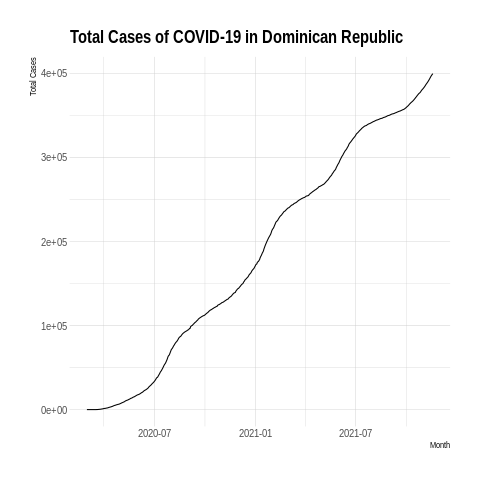 Total Cases of COVID-19 in Dominican Republic
Total Cases
4e+05
3e+05
2e+05
1e+05
0e+00
2020-07 2021-01 2021-07
Month